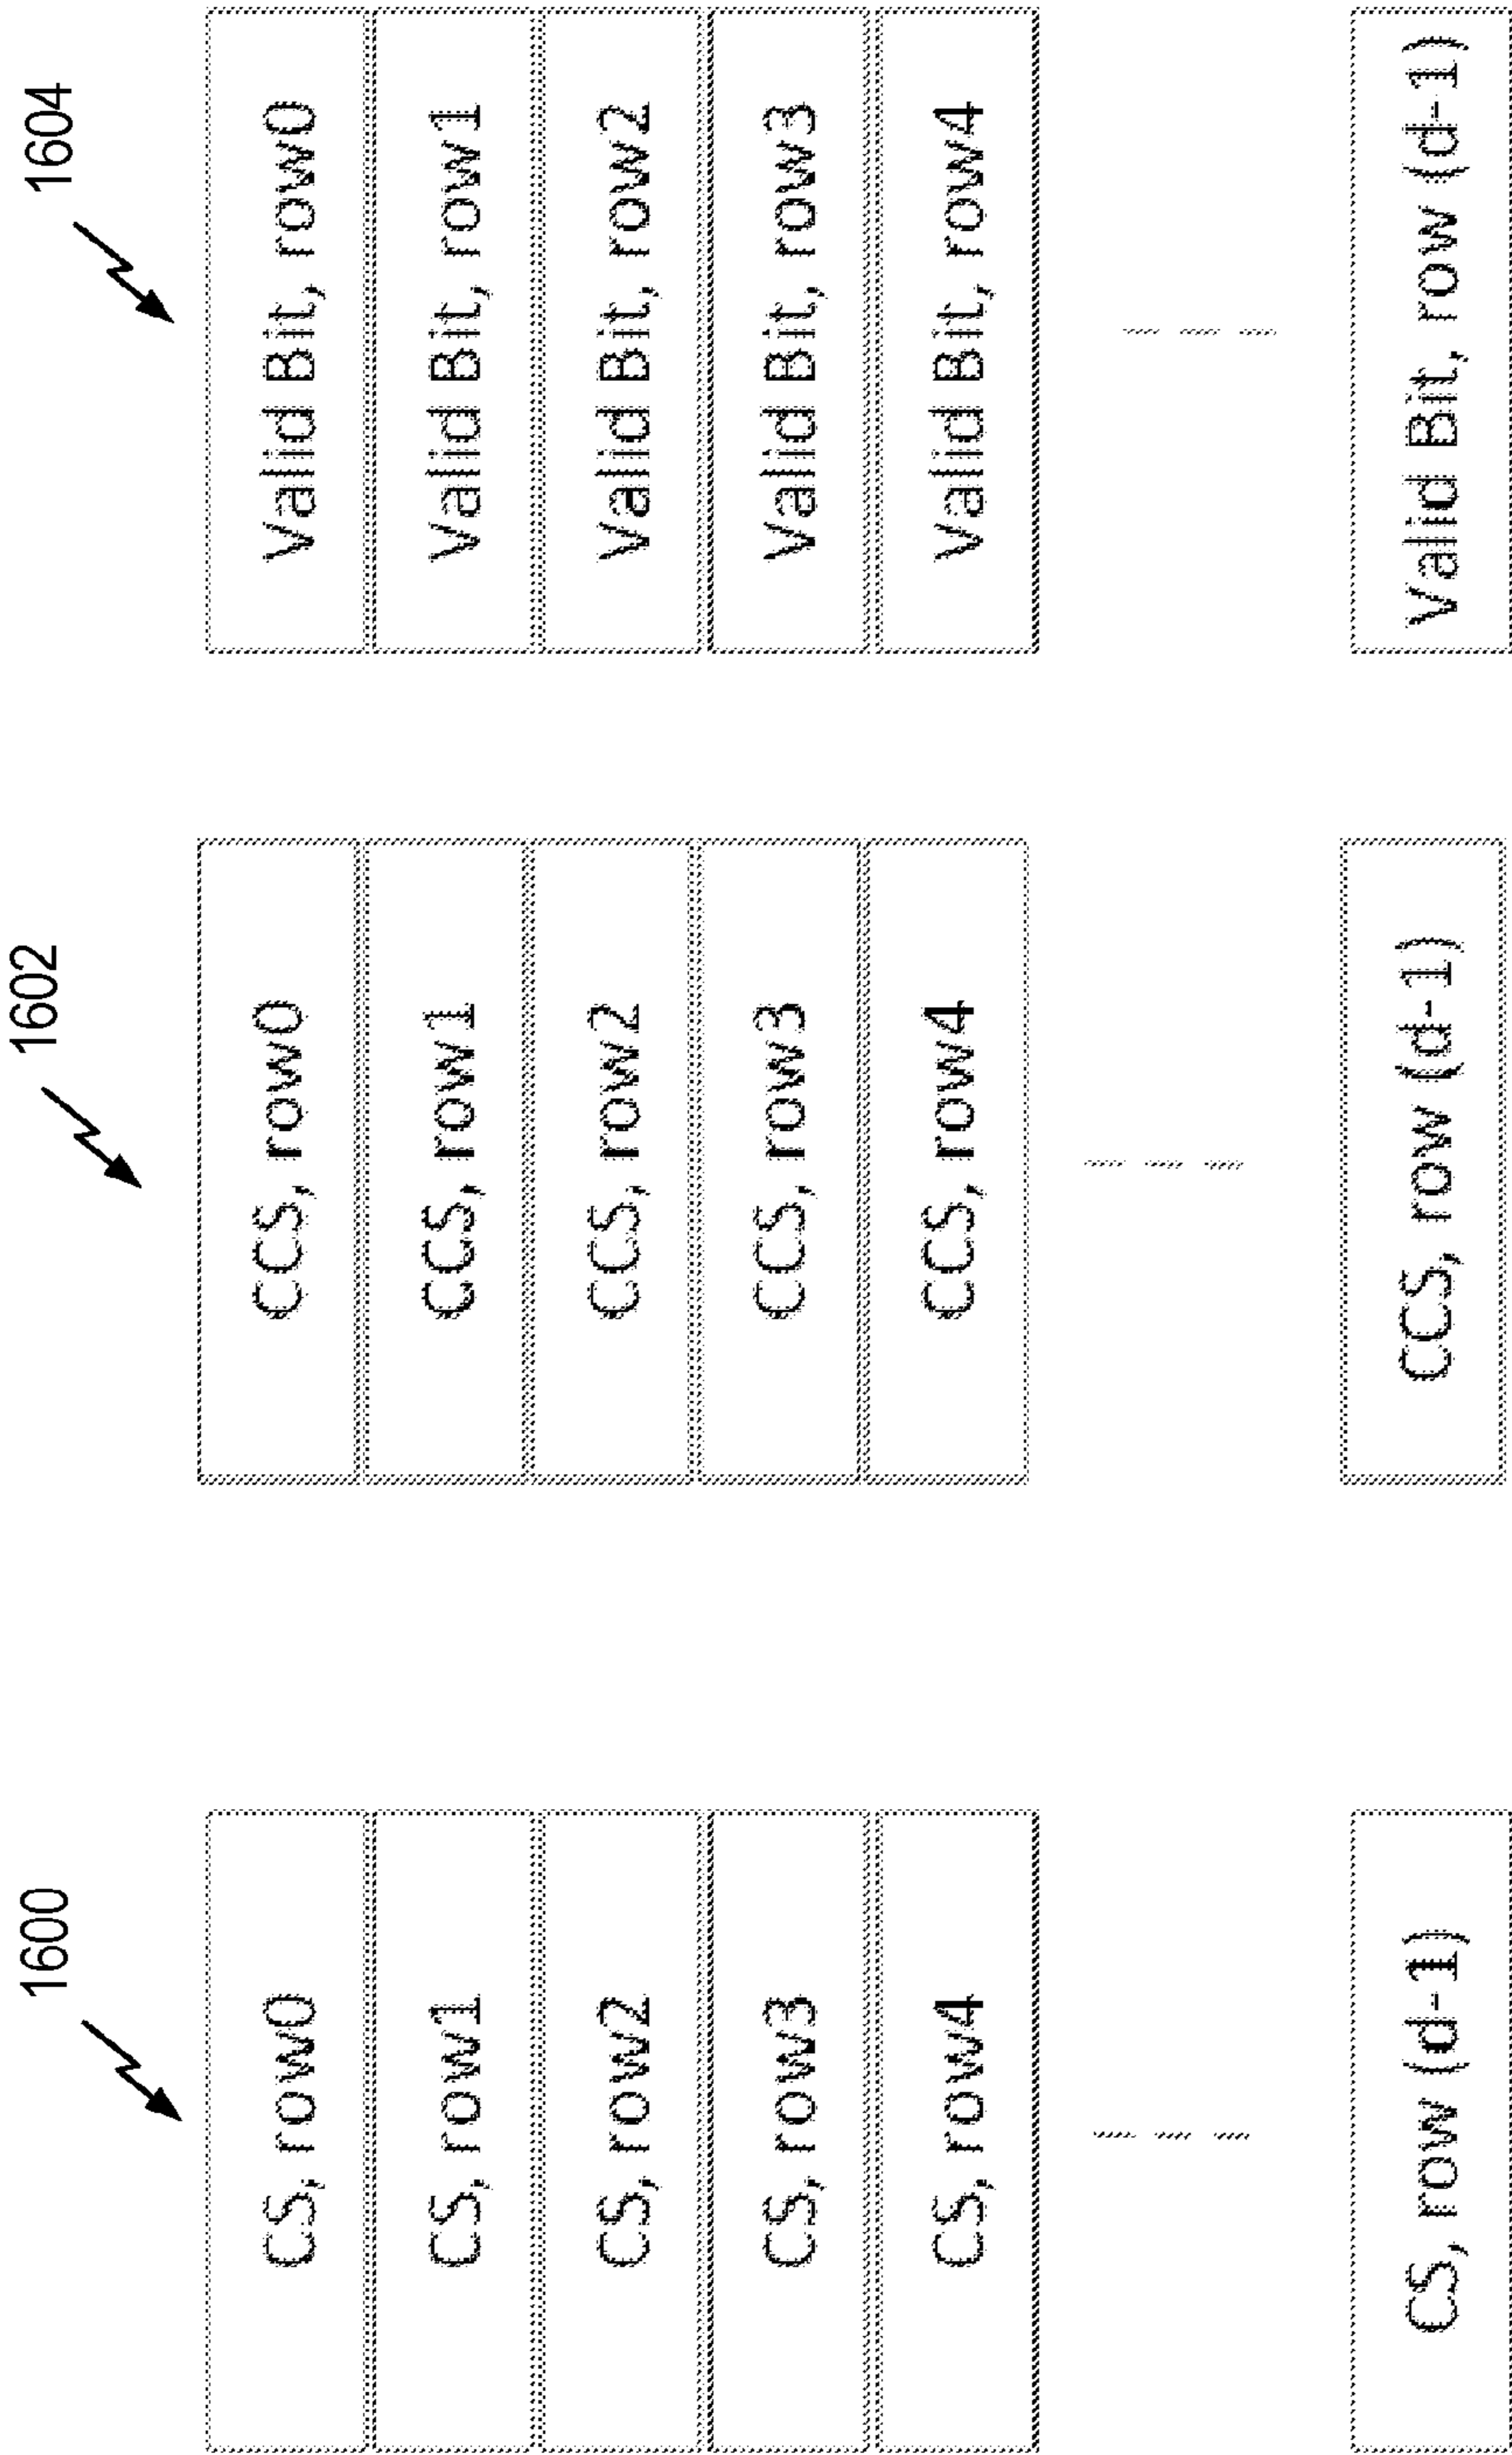 1600
CS, row0
CS, row1
CS, row2
CS, row3
CS, row4
CS, row (d-1)
1602
CCS, row0
CCS, row1
CCS, row2
CCS, row3
CCS, row4
CCS, row (d-1)
1604
Valid Bit, row0
Valid Bit, row1
Valid Bit, row2
Valid Bit, row3
Valid Bit, row4
Valid Bit, row (d-1)